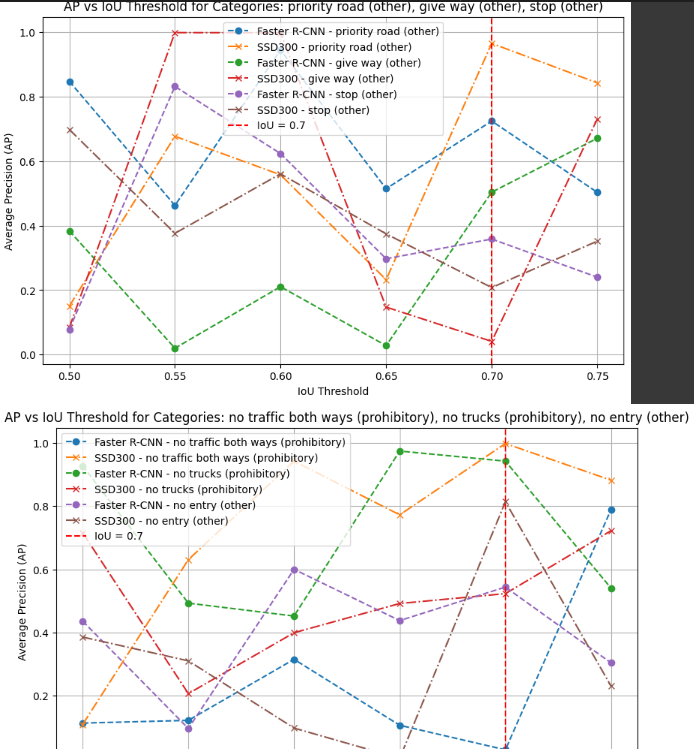 AP vs IoU Threshold for Categories: priority road (other), give way (other), stop (other)
1.0
0.8
0.6
0.4
0.2
0.0
Average Precision (AP)
Faster R-CNN - priority road (other)
SSD300 - priority road (other)
Faster R-CNN - give way (other)
SSD300 - give way (other)
Faster R-CNN - stop (other)
SSD300 - stop (other)
IoU = 0.7
0.50 0.55 0.60 0.65 0.70 0.75
IoU Threshold
AP vs IoU Threshold for Categories: no traffic both ways (prohibitory), no trucks (prohibitory), no entry (other)
1.0
0.8
0.6
0.4
0.2
Average Precision (AP)
Faster R-CNN - no traffic both ways (prohibitory)
SSD300 - no traffic both ways (prohibitory)
Faster R-CNN - no trucks (prohibitory)
SSD300 - no trucks (prohibitory)
Faster R-CNN - no entry (other)
SSD300 - no entry (other)
IoU = 0.7